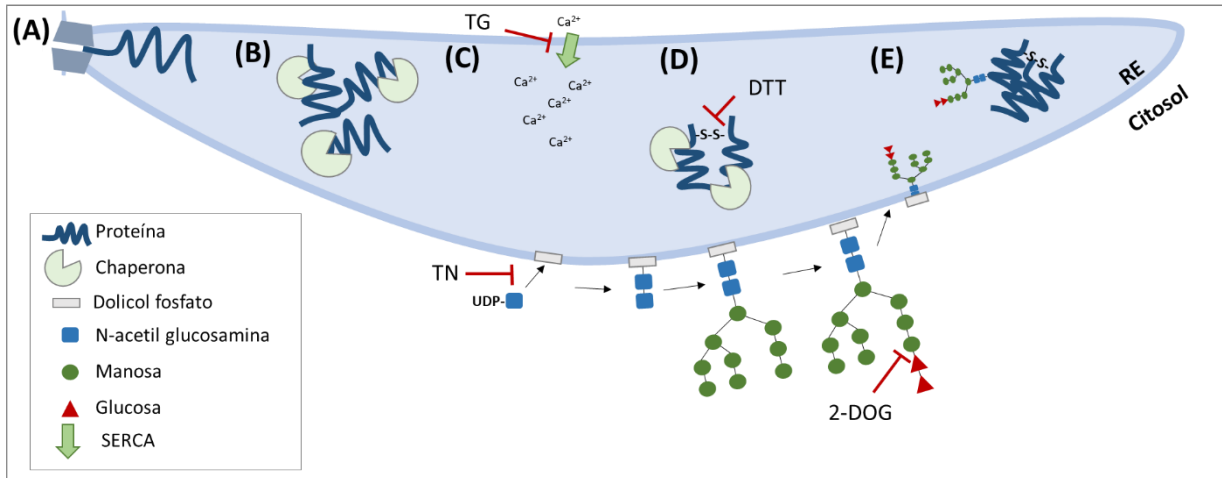 (A)
(B)
(C)
TG
Ca²⁺
Ca²⁺
Ca²⁺
Ca²⁺
Ca²⁺
Ca²⁺
(D)
DTT
-S-S-
(E)
-S-S-
RE
Citosol
Proteína
Chaperona
Dolicol fosfato
N-acetil glucosamina
Manosa
Glucosa
SERCA
TN
UDP-
2-DOG